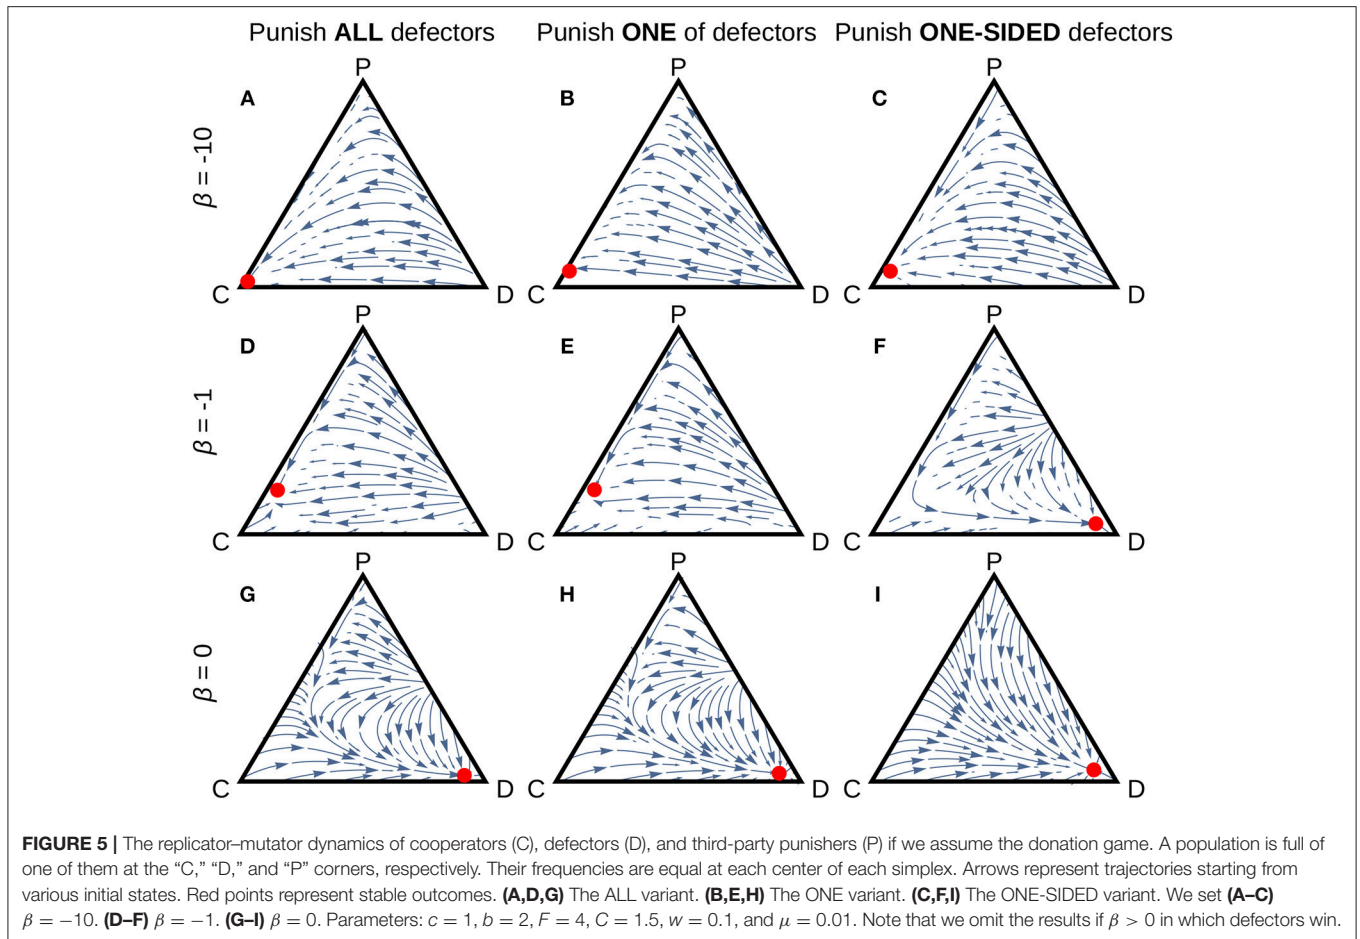 Punish ALL defectors Punish ONE of defectors Punish ONE-SIDED defectors
P P P
A B C
β = -10
C D C D C D
P P P
D E F
β = -1
C D C D C D
P P P
G H I
β = 0
C D C D C D
FIGURE 5 | The replicator–mutator dynamics of cooperators (C), defectors (D), and third-party punishers (P) if we assume the donation game. A population is full of
one of them at the “C,” “D,” and “P” corners, respectively. Their frequencies are equal at each center of each simplex. Arrows represent trajectories starting from
various initial states. Red points represent stable outcomes. (A,D,G) The ALL variant. (B,E,H) The ONE variant. (C,F,I) The ONE-SIDED variant. We set (A–C)
β = −10. (D–F) β = −1. (G–I) β = 0. Parameters: c = 1, b = 2, F = 4, C = 1.5, w = 0.1, and μ = 0.01. Note that we omit the results if β > 0 in which defectors win.